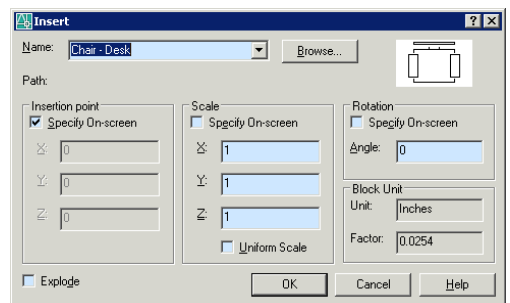 Insert
Name: Chair - Desk Browse...
Path:
Insertion point Scale Rotation
Specify On-screen Specify On-screen Specify On-screen
X: 0 X: 1 Angle: 0
Y: 0 Y: 1 Block Unit
Z: 0 Z: 1 Unit: Inches
Uniform Scale Factor: 0.0254
Explode OK Cancel Help